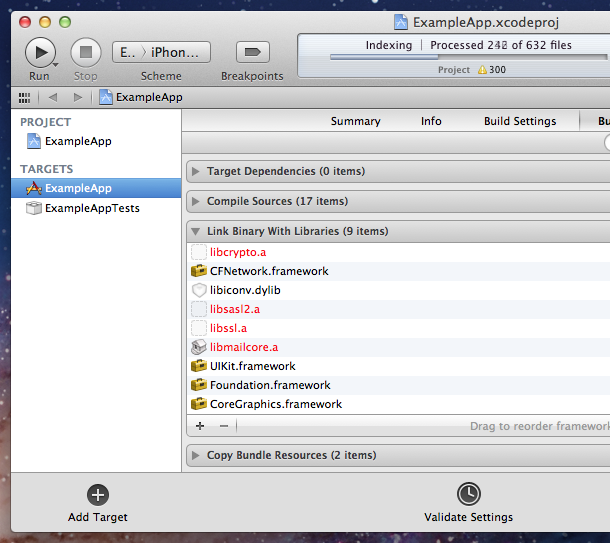 ExampleApp.xcodeproj
Indexing | Processed of 632 files
Project 300
Run
Stop
E.. iPhon...
Scheme
Breakpoints
ExampleApp
PROJECT
ExampleApp
TARGETS
ExampleApp
ExampleAppTests
Summary Info Build Settings Bu
Target Dependencies (0 items)
Compile Sources (17 items)
Link Binary With Libraries (9 items)
libcrypto.a
CFNetwork.framework
libiconv.dylib
libsasl2.a
libssl.a
libmailcore.a
UIKit.framework
Foundation.framework
CoreGraphics.framework
+ − Drag to reorder framework
Copy Bundle Resources (2 items)
Add Target
Validate Settings